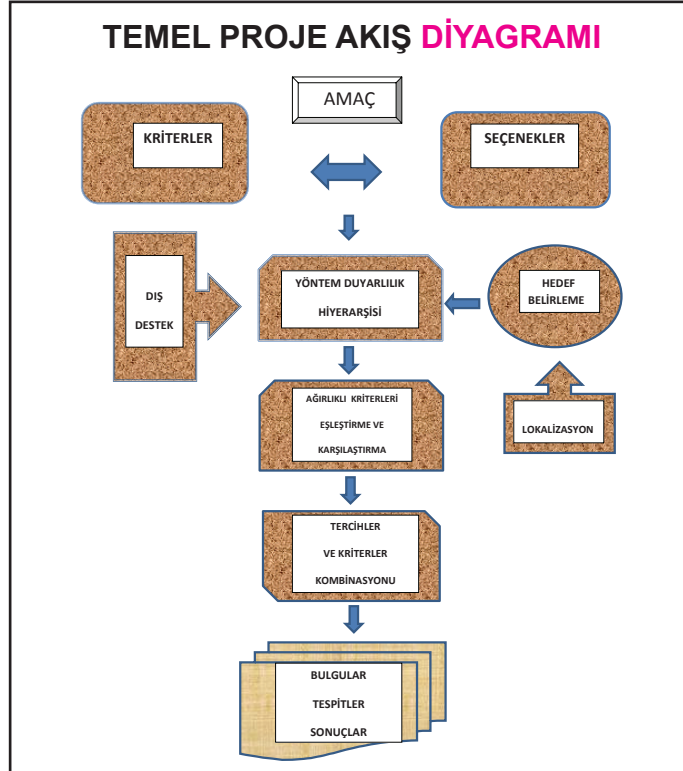 TEMEL PROJE AKIŞ DİYAGRAMI
AMAÇ
KRİTERLER
SEÇENEKLER
DIŞ
DESTEK
YÖNTEM DUYARLILIK
HİYERARŞİSİ
HEDEF
BELİRLEME
LOKALİZASYON
AĞIRLIKLI KRİTERLERİ
EŞLEŞTİRME VE
KARŞILAŞTIRMA
TERCİHLER
VE KRİTERLER
KOMBİNASYONU
BULGULAR
TESPİTLER
SONUÇLAR